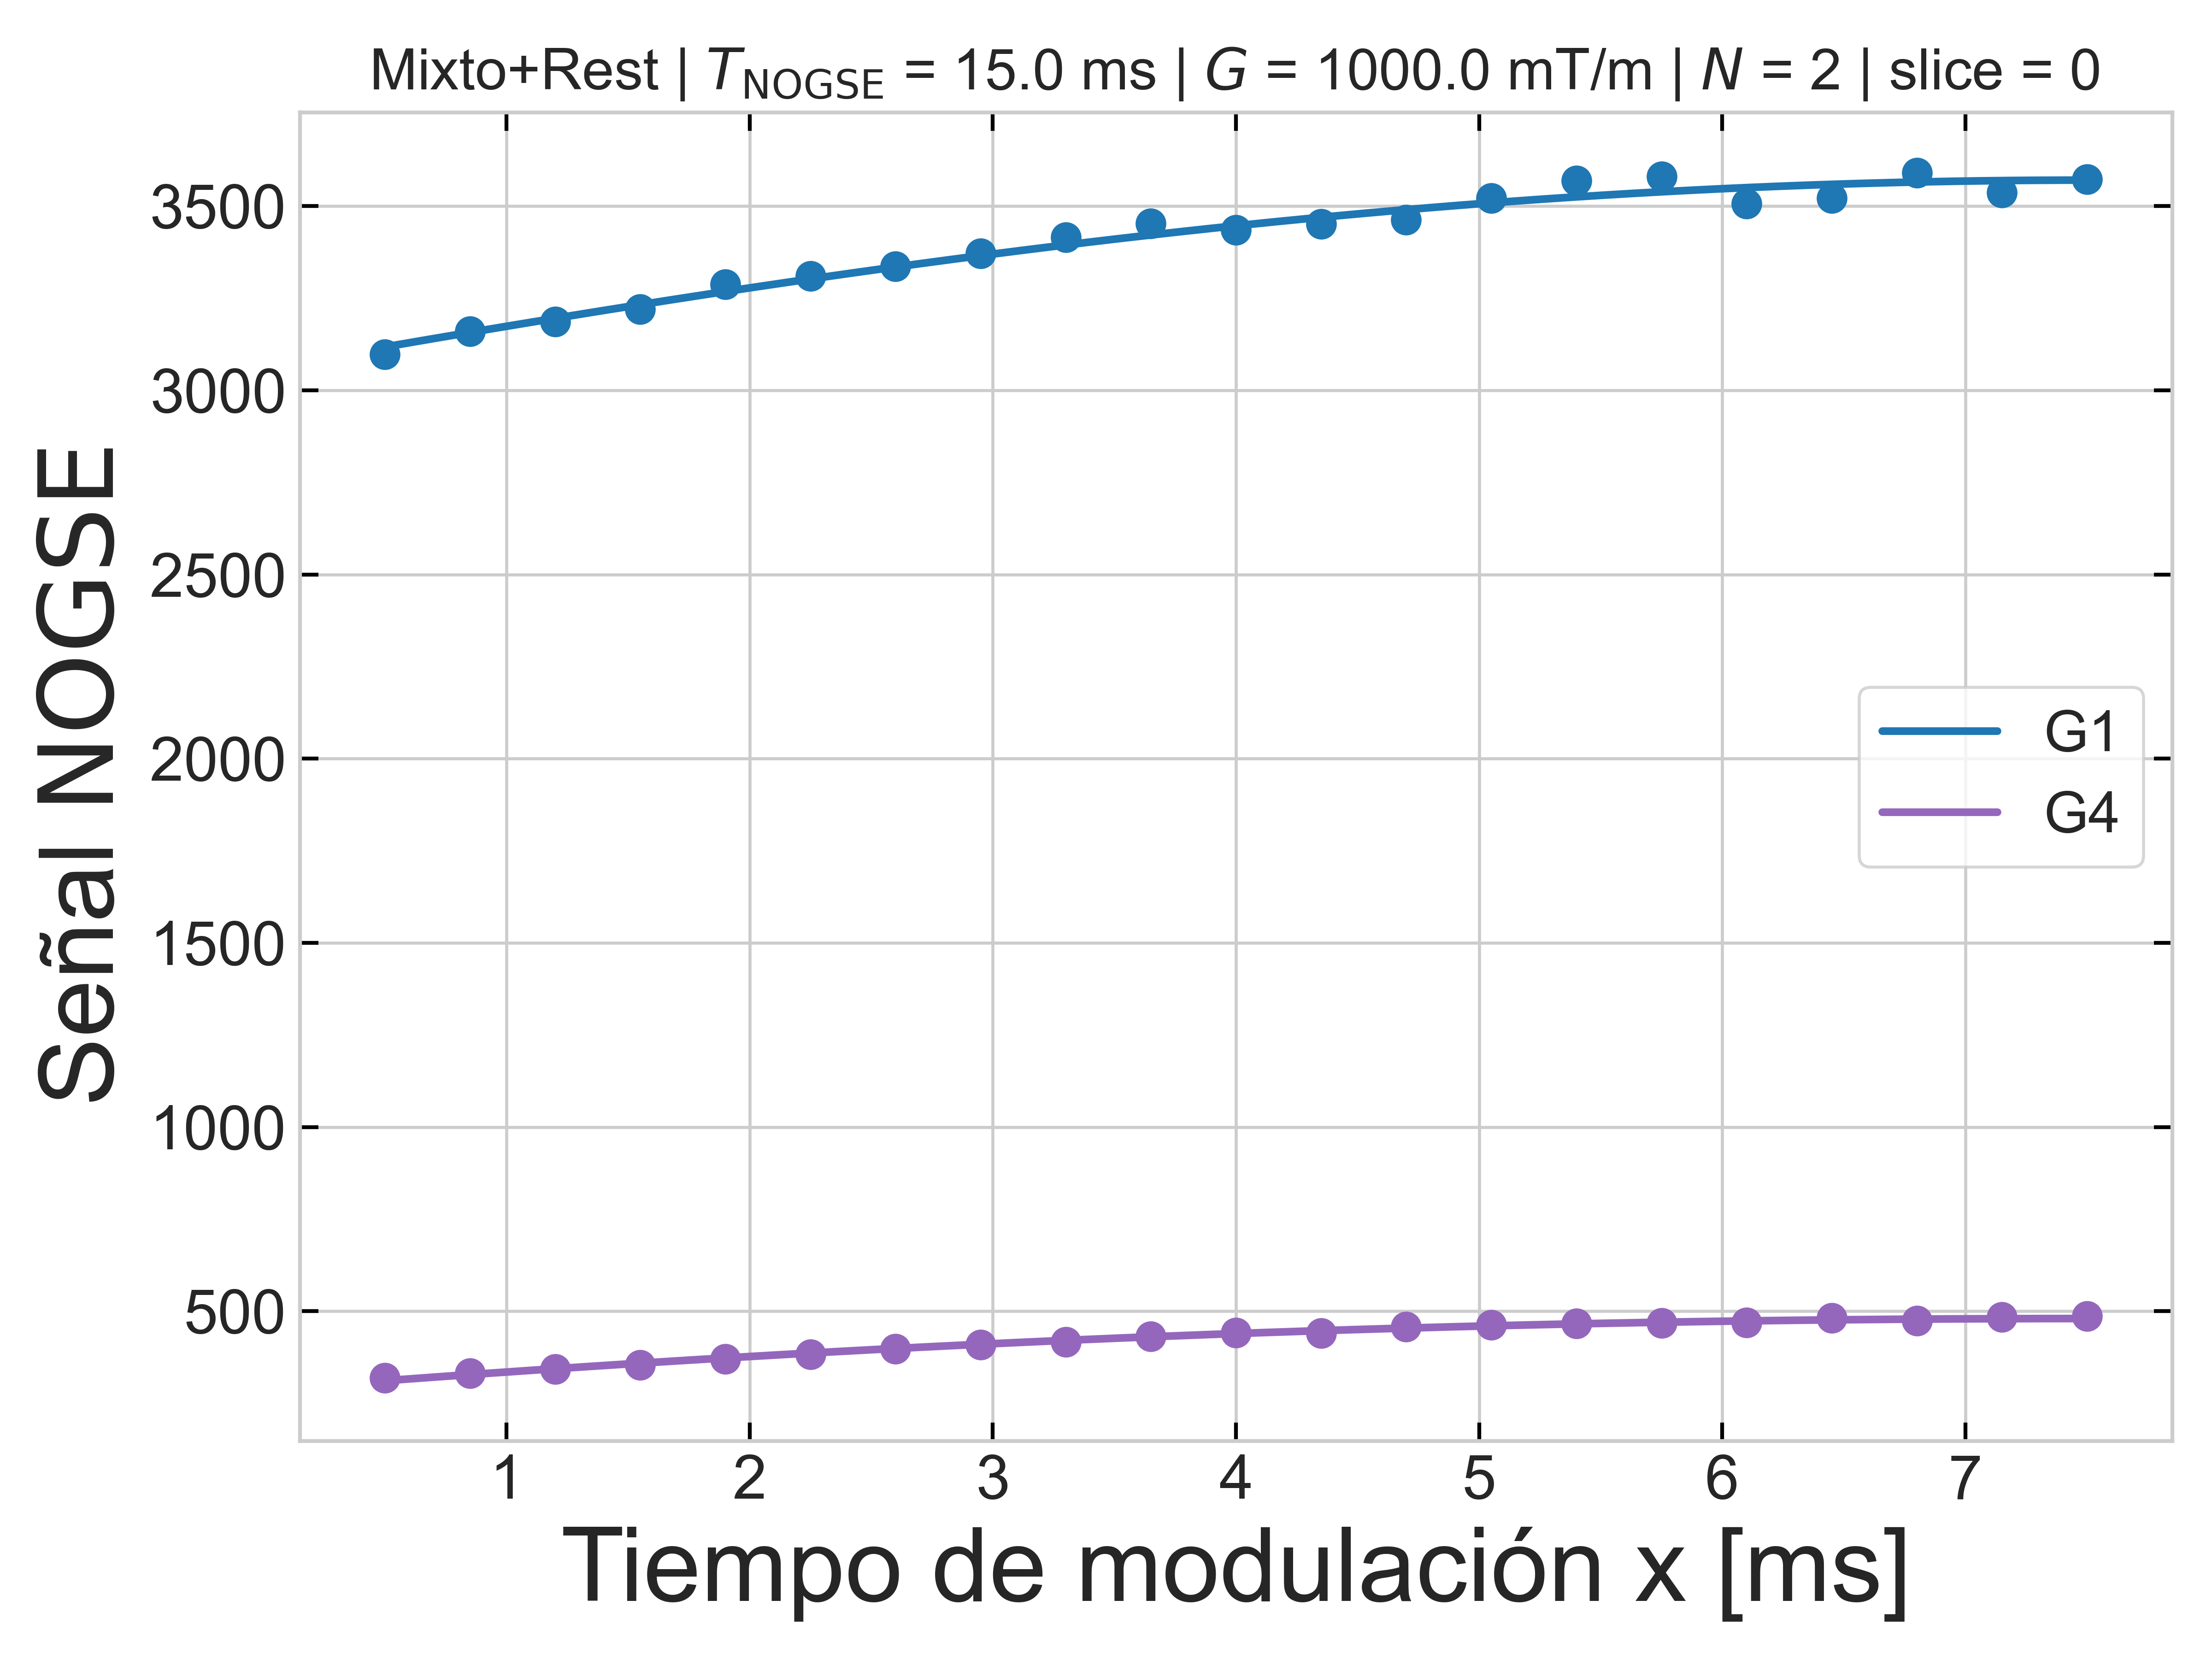 Mixto+Rest | T_NOGSE = 15.0 ms | G = 1000.0 mT/m | N = 2 | slice = 0
Señal NOGSE
3500
3000
2500
2000
1500
1000
500
G1
G4
1 2 3 4 5 6 7
Tiempo de modulación x [ms]